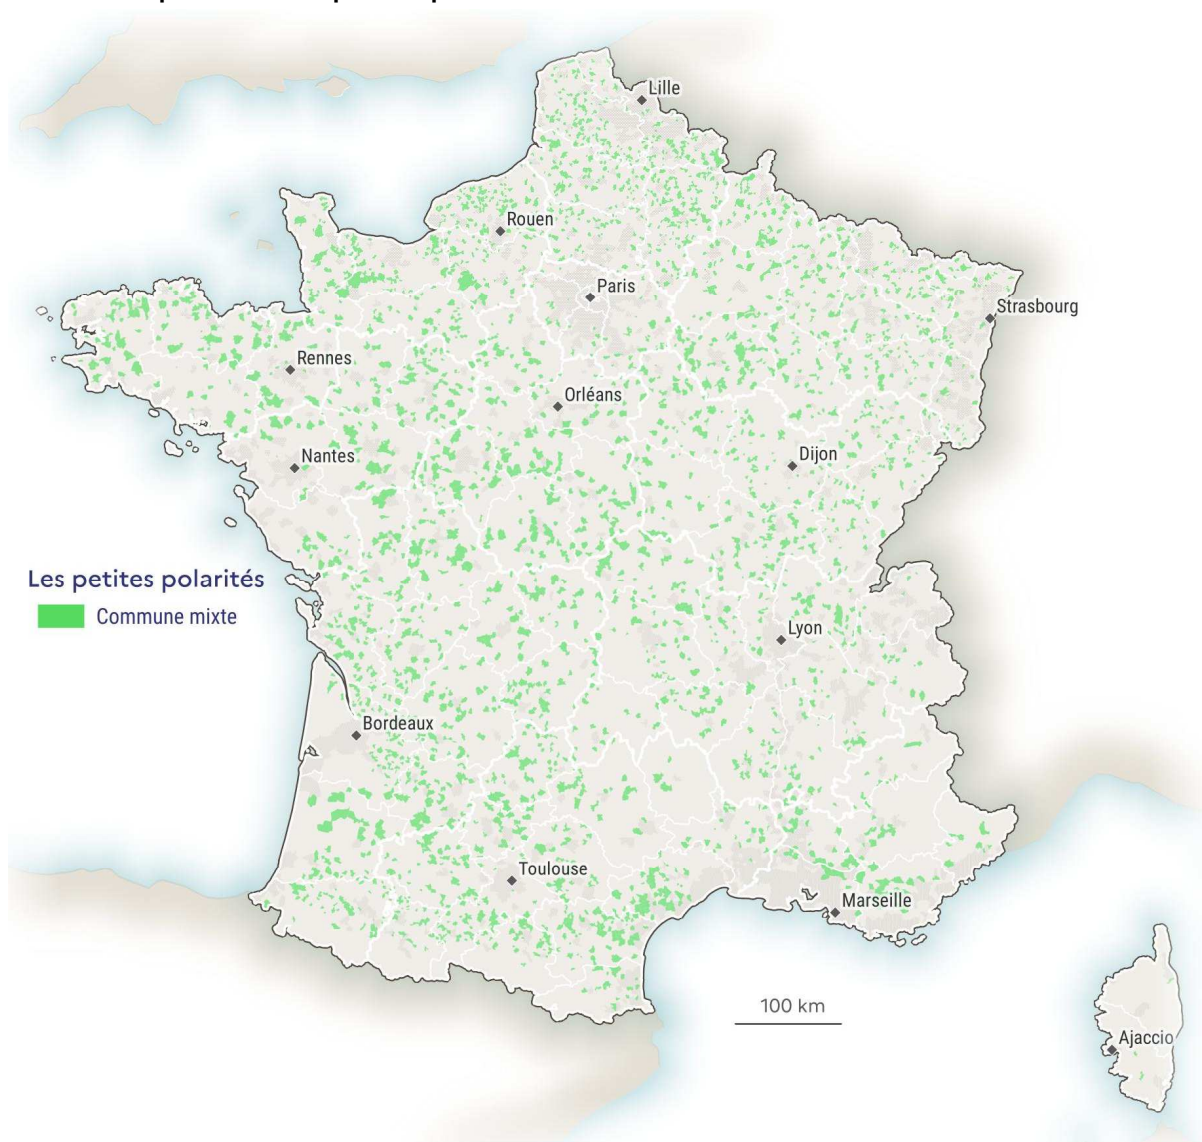 Lille
Rouen
Paris
Strasbourg
Rennes
Orléans
Dijon
Nantes
Les petites polarités
Commune mixte
Lyon
Bordeaux
Toulouse
Marseille
100 km
Ajaccio